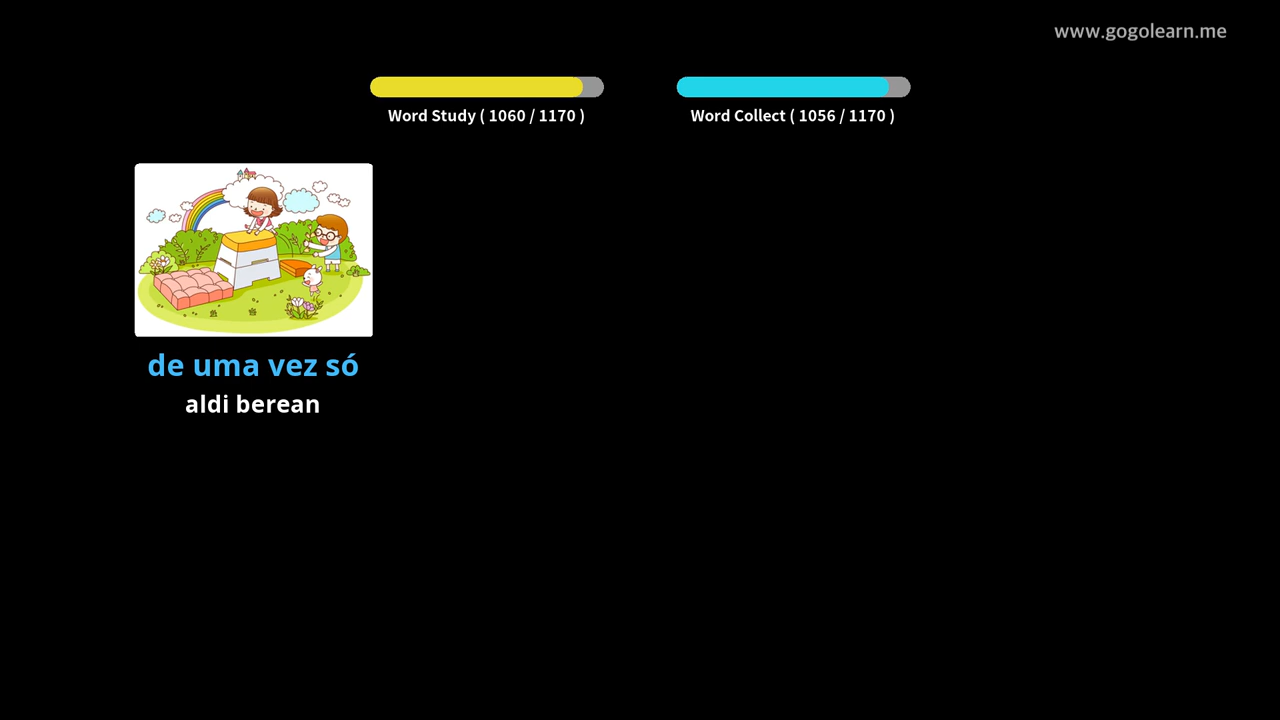 www.gogolearn.me
Word Study ( 1060 / 1170 )
Word Collect ( 1056 / 1170 )
de uma vez só
aldi berean